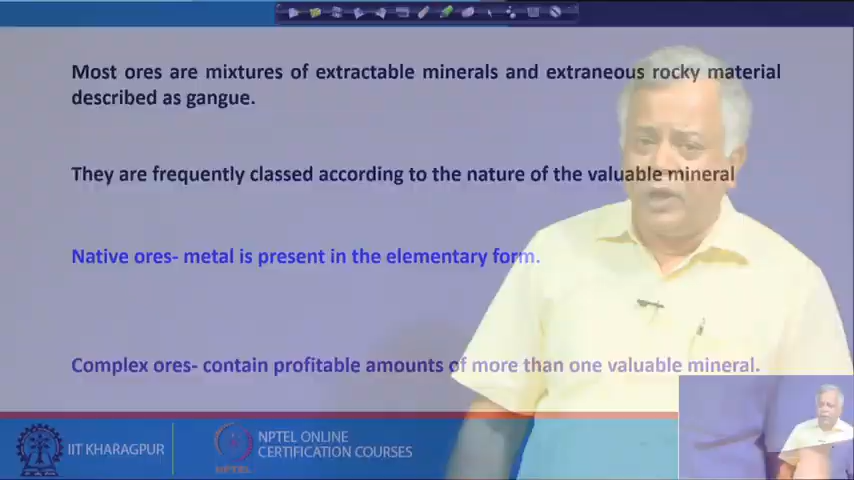 Most ores are mixtures of extractable minerals and extraneous rocky material
described as gangue.
They are frequently classed according to the nature of the valuable mineral
Native ores- metal is present in the elementary form.
Complex ores- contain profitable amounts of more than one valuable mineral.
IIT KHARAGPUR
NPTEL
NPTEL ONLINE
CERTIFICATION COURSES